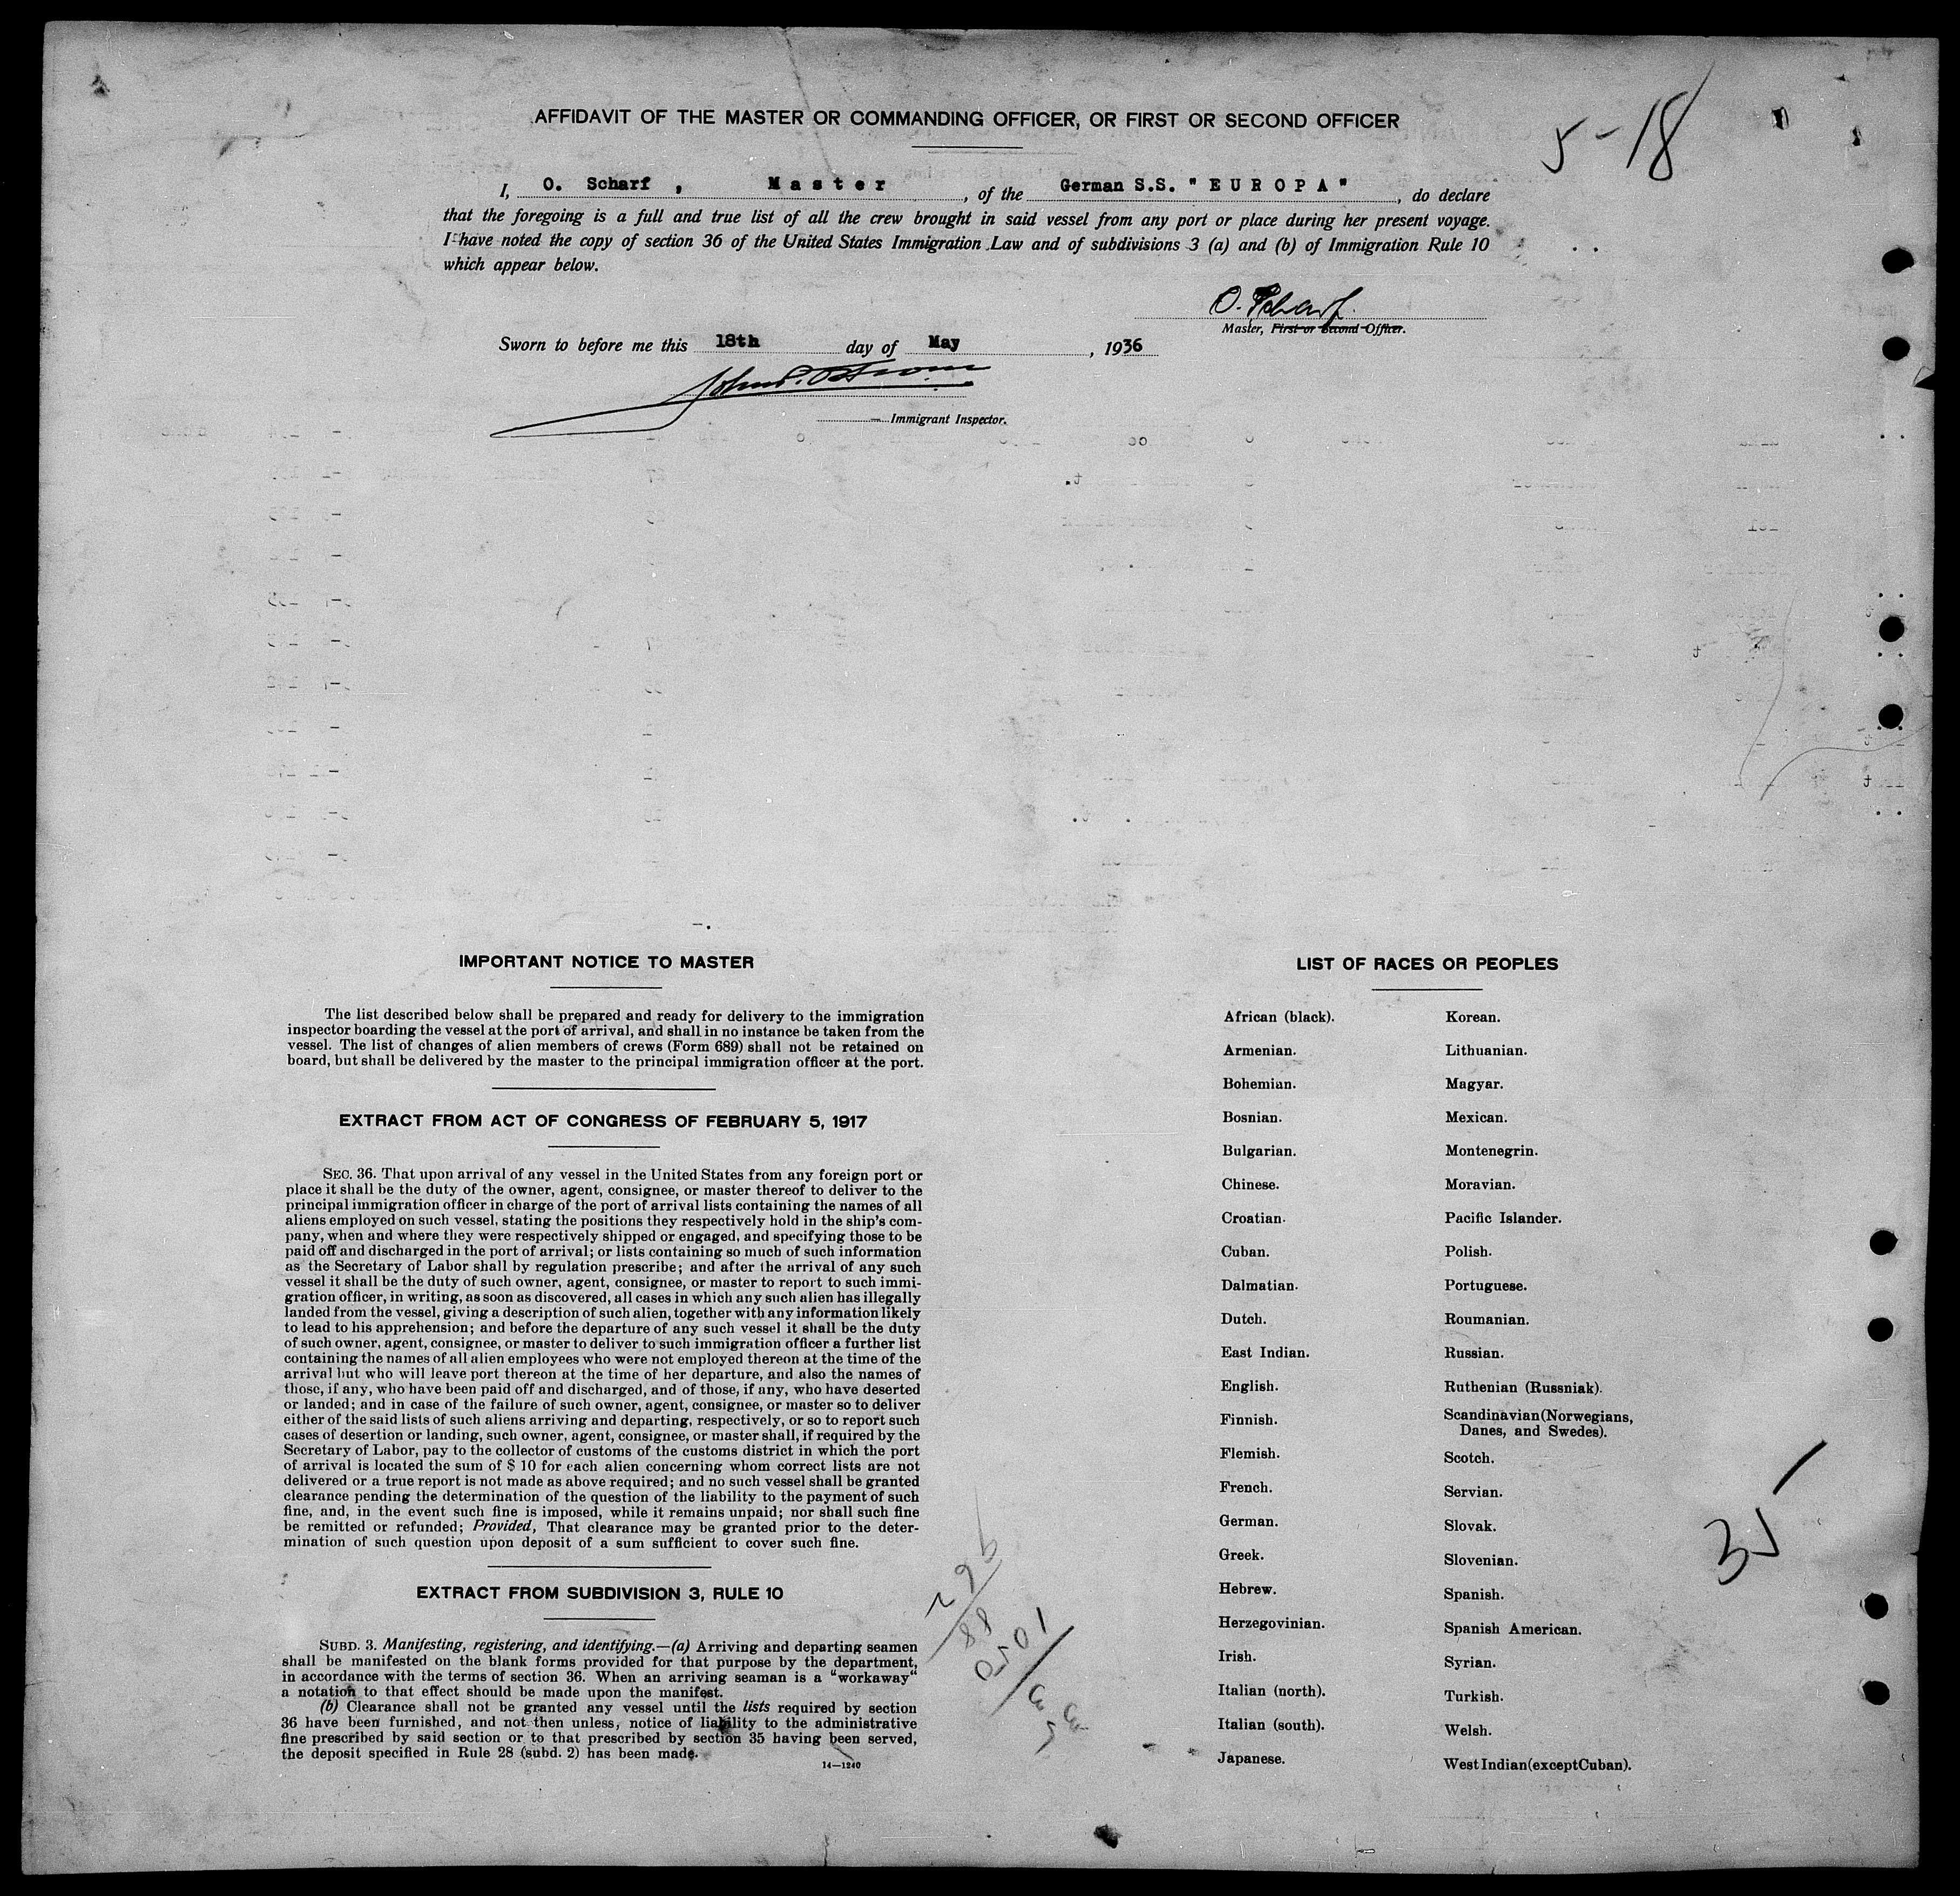 AFFIDAVIT OF THE MASTER OR COMMANDING OFFICER, OR FIRST OR SECOND OFFICER
5-18
I, O. Scharf , Master , of the German S.S. "EUROPA" , do declare
that the foregoing is a full and true list of all the crew brought in said vessel from any port or place during her present voyage.
I have noted the copy of section 36 of the United States Immigration Law and of subdivisions 3 (a) and (b) of Immigration Rule 10
which appear below.
O. Scharf
Master, First or Second Officer.
Sworn to before me this 18th day of May , 1936
Immigrant Inspector.
IMPORTANT NOTICE TO MASTER
The list described below shall be prepared and ready for delivery to the immigration
inspector boarding the vessel at the port of arrival, and shall in no instance be taken from the
vessel. The list of changes of alien members of crews (Form 689) shall not be retained on
board, but shall be delivered by the master to the principal immigration officer at the port.
EXTRACT FROM ACT OF CONGRESS OF FEBRUARY 5, 1917
SEC. 36. That upon arrival of any vessel in the United States from any foreign port or
place it shall be the duty of the owner, agent, consignee, or master thereof to deliver to the
principal immigration officer in charge of the port of arrival lists containing the names of all
aliens employed on such vessel, stating the positions they respectively hold in the ship's com-
pany, when and where they were respectively shipped or engaged, and specifying those to be
paid off and discharged in the port of arrival; or lists containing so much of such information
as the Secretary of Labor shall by regulation prescribe; and after the arrival of any such
vessel it shall be the duty of such owner, agent, consignee, or master to report to such immi-
gration officer, in writing, as soon as discovered, all cases in which any such alien has illegally
landed from the vessel, giving a description of such alien, together with any information likely
to lead to his apprehension; and before the departure of any such vessel it shall be the duty
of such owner, agent, consignee, or master to deliver to such immigration officer a further list
containing the names of all alien employees who were not employed thereon at the time of the
arrival but who will leave port thereon at the time of her departure, and also the names of
those, if any, who have been paid off and discharged, and of those, if any, who have deserted
or landed; and in case of the failure of such owner, agent, consignee, or master so to deliver
either of the said lists of such aliens arriving and departing, respectively, or so to report such
cases of desertion or landing, such owner, agent, consignee, or master shall, if required by the
Secretary of Labor, pay to the collector of customs of the customs district in which the port
of arrival is located the sum of $ 10 for each alien concerning whom correct lists are not
delivered or a true report is not made as above required; and no such vessel shall be granted
clearance pending the determination of the question of the liability to the payment of such
fine, and, in the event such fine is imposed, while it remains unpaid; nor shall such fine
be remitted or refunded; Provided, That clearance may be granted prior to the deter-
mination of such question upon deposit of a sum sufficient to cover such fine.
EXTRACT FROM SUBDIVISION 3, RULE 10
SUBD. 3. Manifesting, registering, and identifying.—(a) Arriving and departing seamen
shall be manifested on the blank forms provided for that purpose by the department,
in accordance with the terms of section 36. When an arriving seaman is a "workaway"
a notation to that effect should be made upon the manifest.
(b) Clearance shall not be granted any vessel until the lists required by section
36 have been furnished, and not then unless, notice of liability to the administrative
fine prescribed by said section or to that prescribed by section 35 having been served,
the deposit specified in Rule 28 (subd. 2) has been made.
14—1240
88
1050
LIST OF RACES OR PEOPLES
African (black).
Armenian.
Bohemian.
Bosnian.
Bulgarian.
Chinese.
Croatian.
Cuban.
Dalmatian.
Dutch.
East Indian.
English.
Finnish.
Flemish.
French.
German.
Greek.
Hebrew.
Herzegovinian.
Irish.
Italian (north).
Italian (south).
Japanese.
Korean.
Lithuanian.
Magyar.
Mexican.
Montenegrin.
Moravian.
Pacific Islander.
Polish.
Portuguese.
Roumanian.
Russian.
Ruthenian (Russniak).
Scandinavian (Norwegians,
Danes, and Swedes).
Scotch.
Servian.
Slovak.
Slovenian.
Spanish.
Spanish American.
Syrian.
Turkish.
Welsh.
West Indian (except Cuban).
35